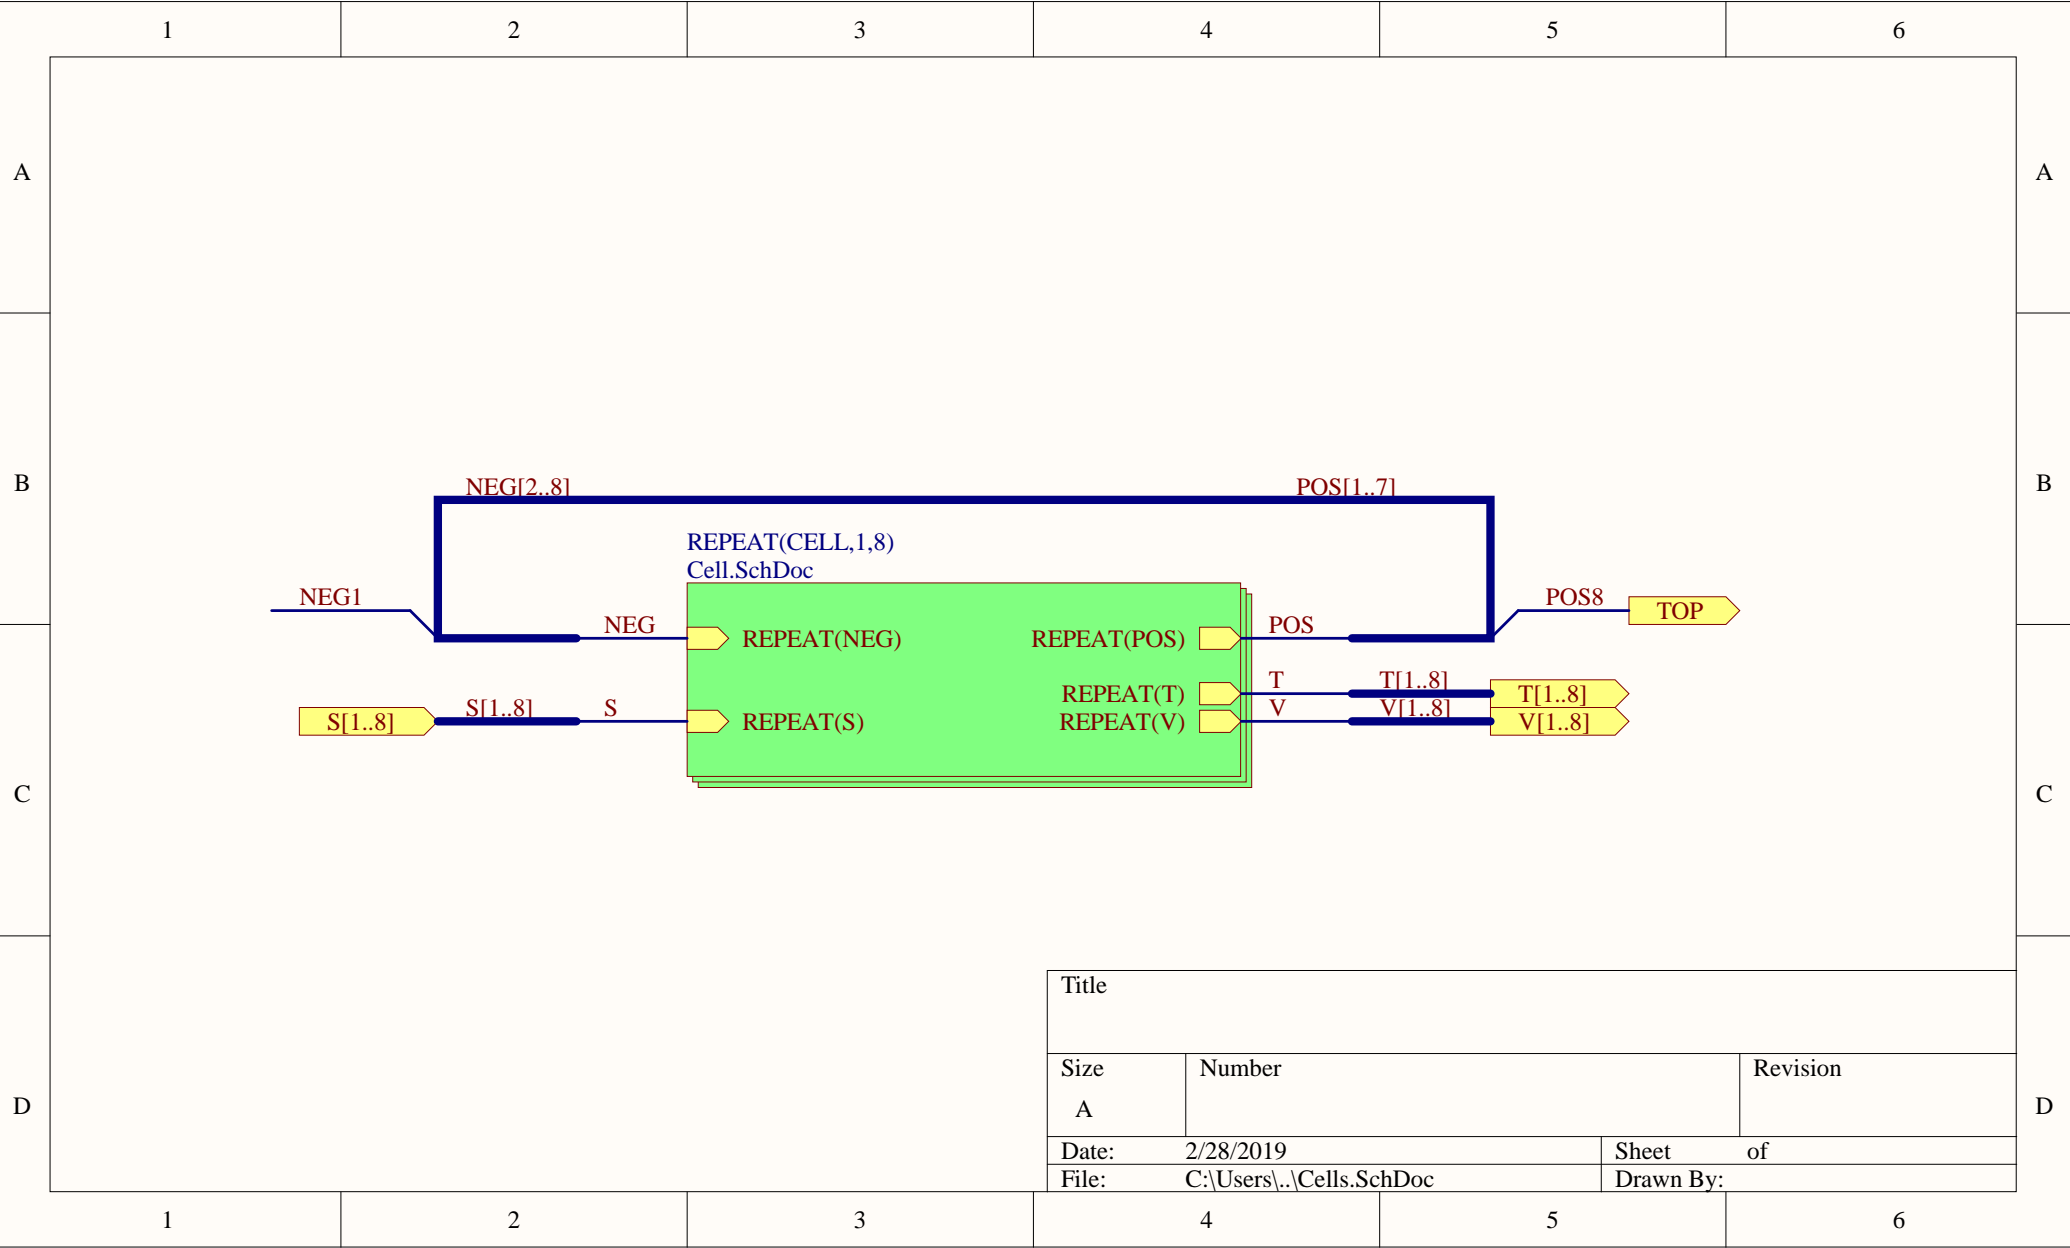 1 2 3 4 5 6
A A
NEG[2..8] POS[1..7]
B B
REPEAT(CELL,1,8)
Cell.SchDoc
NEG1 POS8 TOP
NEG REPEAT(NEG) REPEAT(POS) POS
REPEAT(T) T T[1..8] T[1..8]
S[1..8] S[1..8] S REPEAT(S) REPEAT(V) V V[1..8] V[1..8]
C C
Title
Size Number Revision
A
D D
Date: 2/28/2019 Sheet of
File: C:\Users\..\Cells.SchDoc Drawn By:
1 2 3 4 5 6